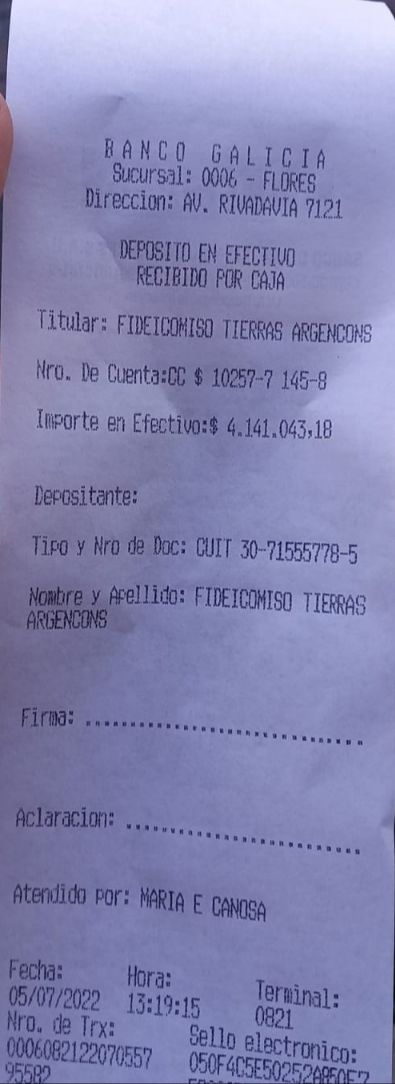 BANCO GALICIA
Sucursal: 0006 - FLORES
Direccion: AV. RIVADAVIA 7121
DEPOSITO EN EFECTIVO
RECIBIDO POR CAJA
Titular: FIDEICOMISO TIERRAS ARGENCONS
Nro. De Cuenta:CC $ 10257-7 145-8
Importe en Efectivo:$ 4.141.043,18
Depositante:
Tipo y Nro de Doc: CUIT 30-71555778-5
Nombre y Apellido: FIDEICOMISO TIERRAS
ARGENCONS
Firma: ..............................
Aclaracion: ..........................
Atendido por: MARIA E CANOSA
Fecha: Hora: Terminal:
05/07/2022 13:19:15 0821
Nro. de Trx: Sello electronico:
0006082122070557
95582